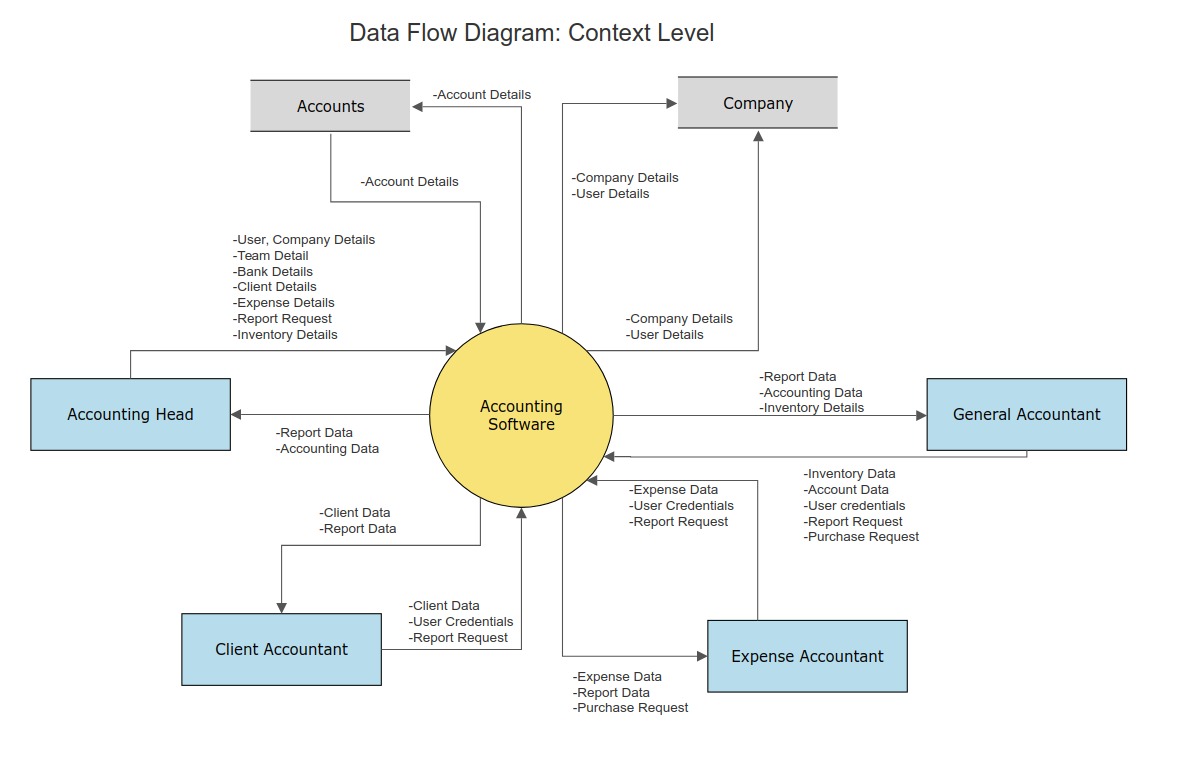 Data Flow Diagram: Context Level
Accounts
-Account Details
Company
-Account Details
-Company Details
-User Details
-User, Company Details
-Team Detail
-Bank Details
-Client Details
-Expense Details
-Report Request
-Inventory Details
-Company Details
-User Details
Accounting Head
-Report Data
-Accounting Data
Accounting
Software
-Report Data
-Accounting Data
-Inventory Details
General Accountant
-Inventory Data
-Account Data
-User credentials
-Report Request
-Purchase Request
-Expense Data
-User Credentials
-Report Request
-Client Data
-Report Data
Client Accountant
-Client Data
-User Credentials
-Report Request
Expense Accountant
-Expense Data
-Report Data
-Purchase Request